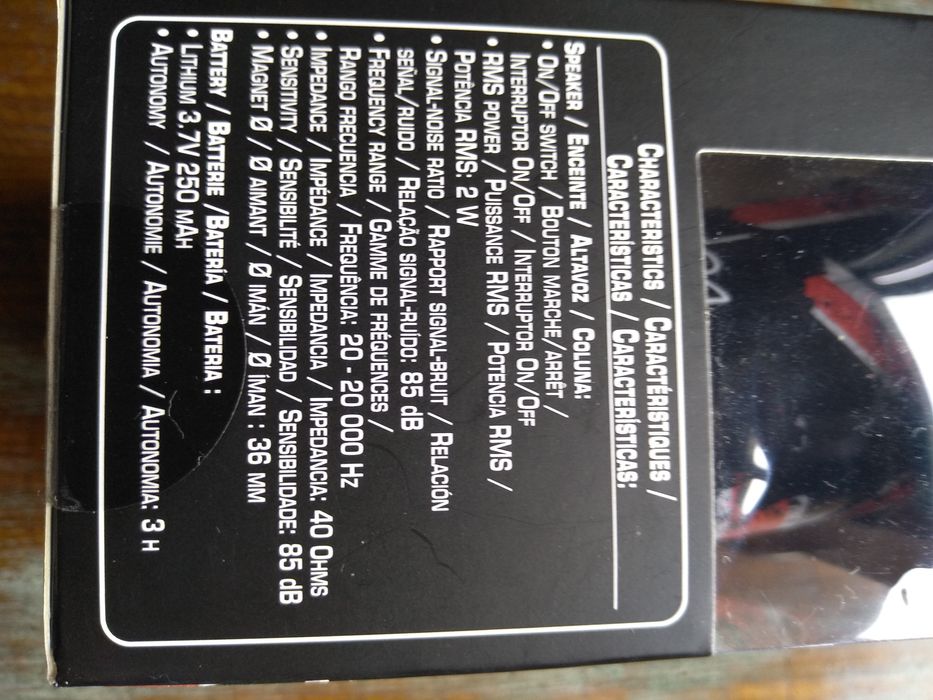 Characteristics / Caractéristiques /
Características / Características:
Speaker / Enceinte / Altavoz / Coluna:
• On/Off switch / Bouton marche/arrêt /
Interruptor On/Off / Interruptor On/Off
• RMS power / Puissance RMS / Potencia RMS /
Potência RMS: 2 W
• Signal-noise ratio / Rapport signal-bruit / Relación
señal/ruido / Relação signal-ruído: 85 dB
• Frequency range / Gamme de fréquences /
Rango frecuencia / Frequência: 20 - 20 000 Hz
• Impedance / Impédance / Impedancia / Impedancia: 40 Ohms
• Sensitivity / Sensibilité / Sensibilidad / Sensibilidade: 85 dB
• Magnet Ø / Ø aimant / Ø imán / Ø iman : 36 mm
Battery / Batterie /Batería / Bateria :
• Lithium 3.7V 250 mAh
• Autonomy / Autonomie / Autonomia / Autonomia: 3 h